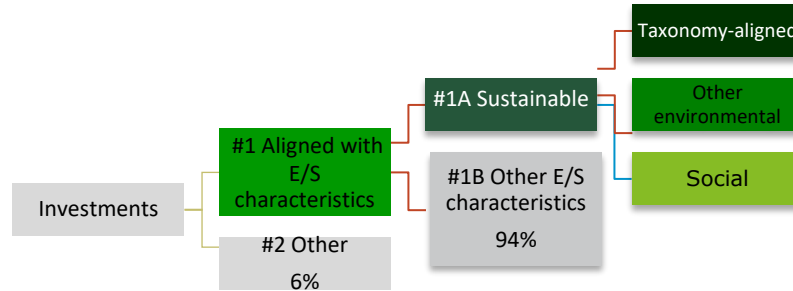 Taxonomy-aligned
#1A Sustainable
Other
environmental
#1 Aligned with
E/S
characteristics
#1B Other E/S
characteristics
94%
Social
Investments
#2 Other
6%